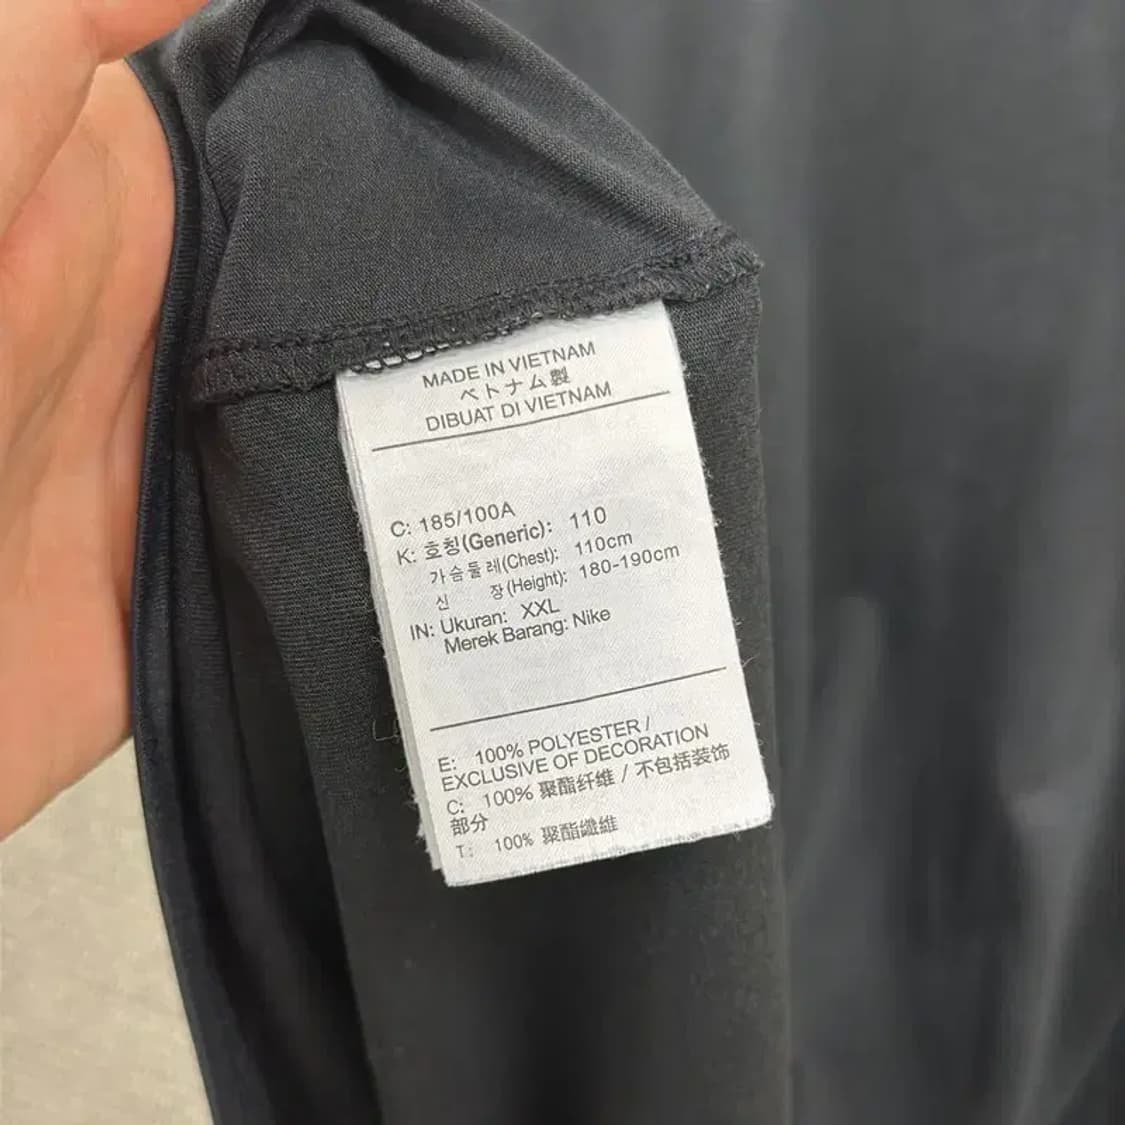 MADE IN VIETNAM
ベトナム製
DIBUAT DI VIETNAM
C: 185/100A
K: 호칭(Generic): 110
가슴둘레(Chest): 110cm
신 장(Height): 180-190cm
IN: Ukuran: XXL
Merek Barang: Nike
E: 100% POLYESTER /
EXCLUSIVE OF DECORATION
C: 100% 聚酯纤维 / 不包括装饰
部分
T: 100% 聚酯纖維